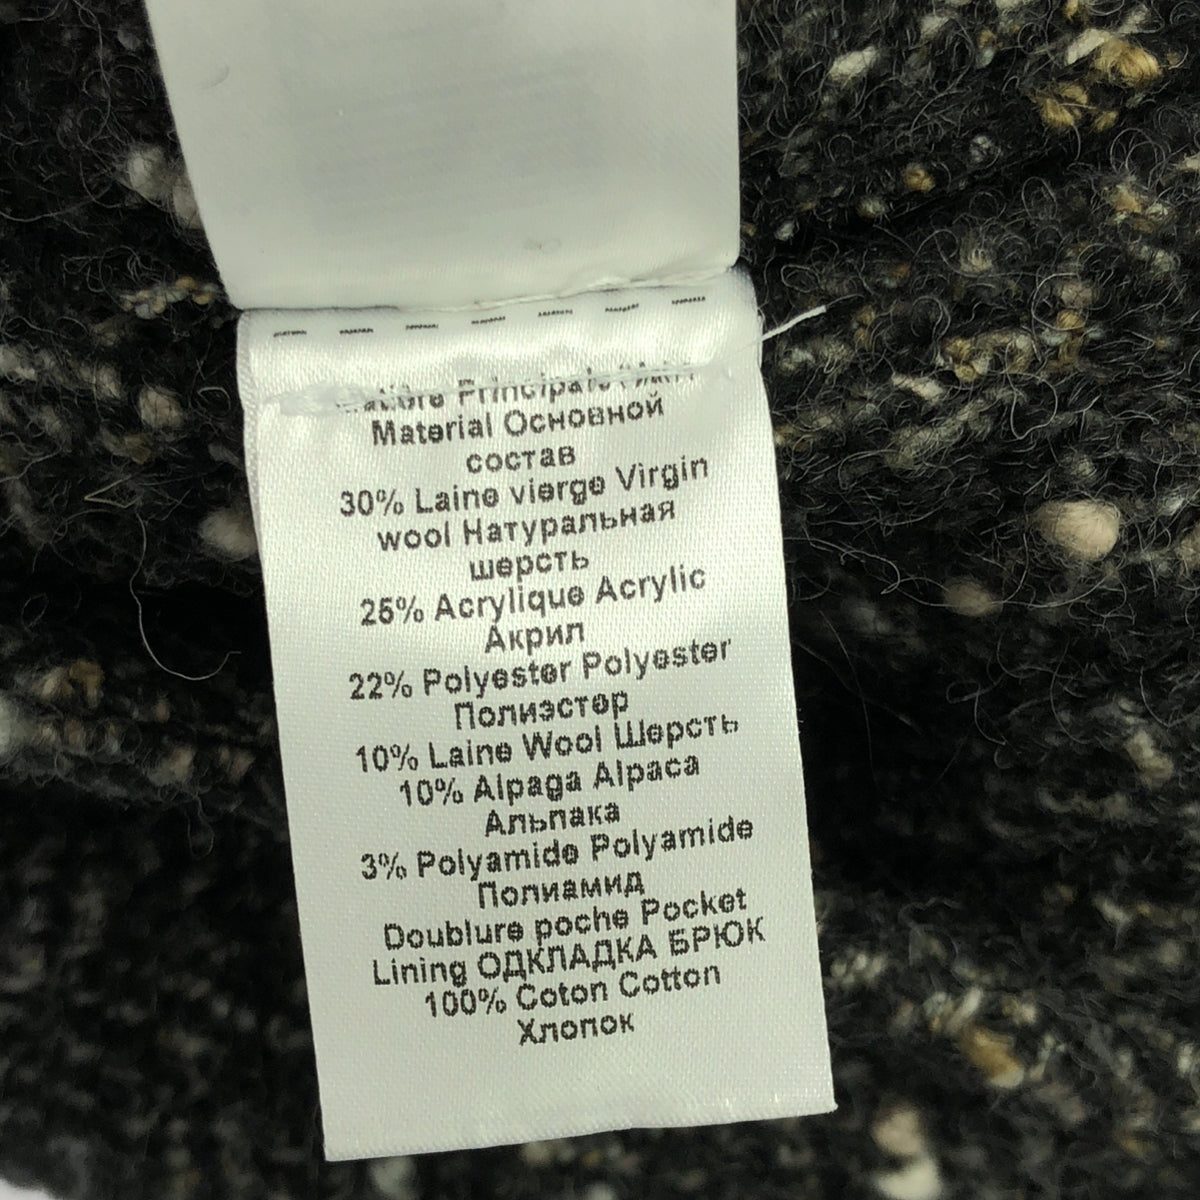 Principale
Material Основной
состав
30% Laine vierge Virgin
wool Натуральная
шерсть
25% Acrylique Acrylic
Акрил
22% Polyester Polyester
Полиэстер
10% Laine Wool Шерсть
10% Alpaga Alpaca
Альпака
3% Polyamide Polyamide
Полиамид
Doublure poche Pocket
Lining ОДКЛАДКА БРЮК
100% Coton Cotton
Хлопок